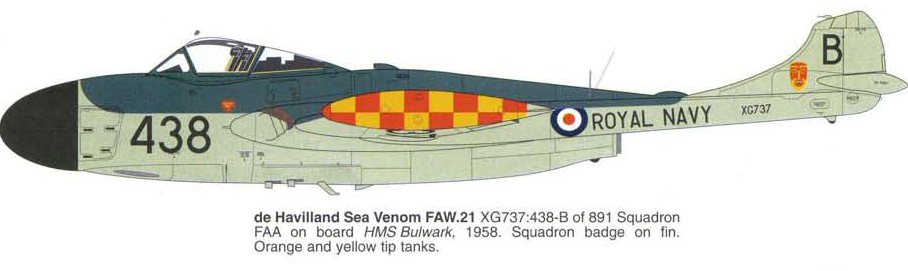 B
438
ROYAL NAVY
XG737
de Havilland Sea Venom FAW.21 XG737:438-B of 891 Squadron
FAA on board HMS Bulwark, 1958. Squadron badge on fin.
Orange and yellow tip tanks.